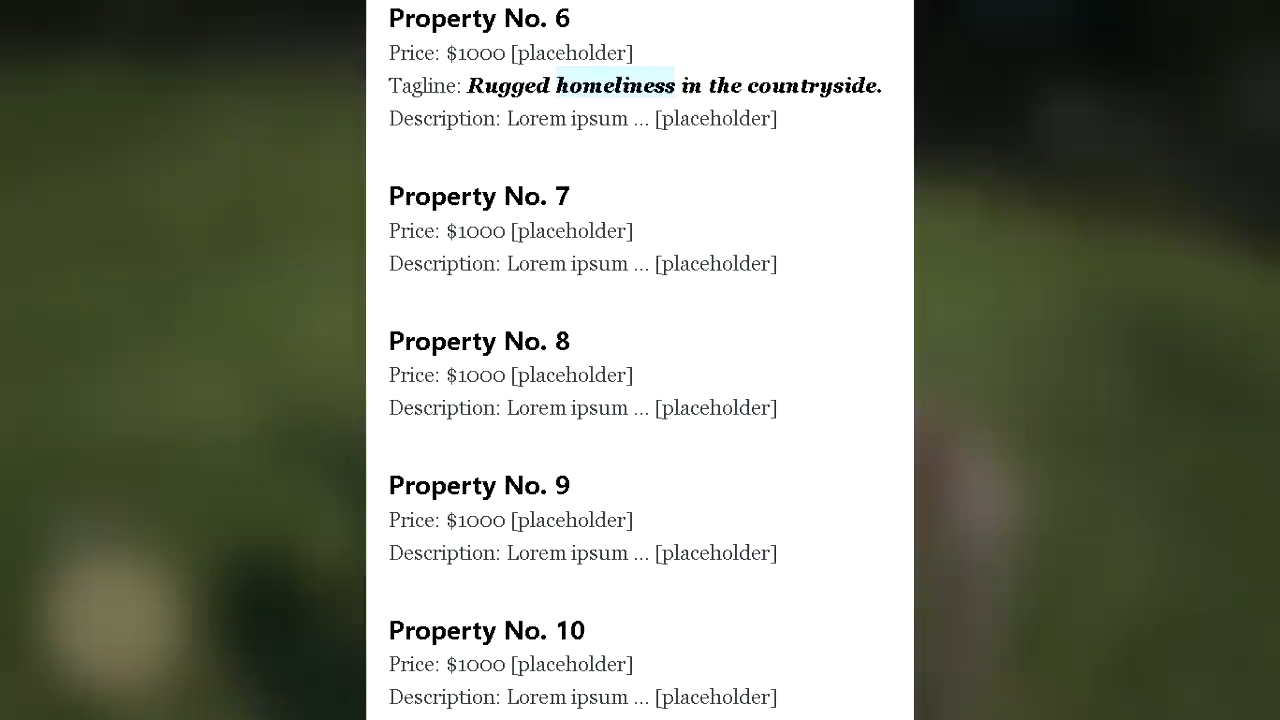 Property No. 6
Price: $1000 [placeholder]
Tagline: Rugged homeliness in the countryside.
Description: Lorem ipsum ... [placeholder]
Property No. 7
Price: $1000 [placeholder]
Description: Lorem ipsum ... [placeholder]
Property No. 8
Price: $1000 [placeholder]
Description: Lorem ipsum ... [placeholder]
Property No. 9
Price: $1000 [placeholder]
Description: Lorem ipsum ... [placeholder]
Property No. 10
Price: $1000 [placeholder]
Description: Lorem ipsum ... [placeholder]